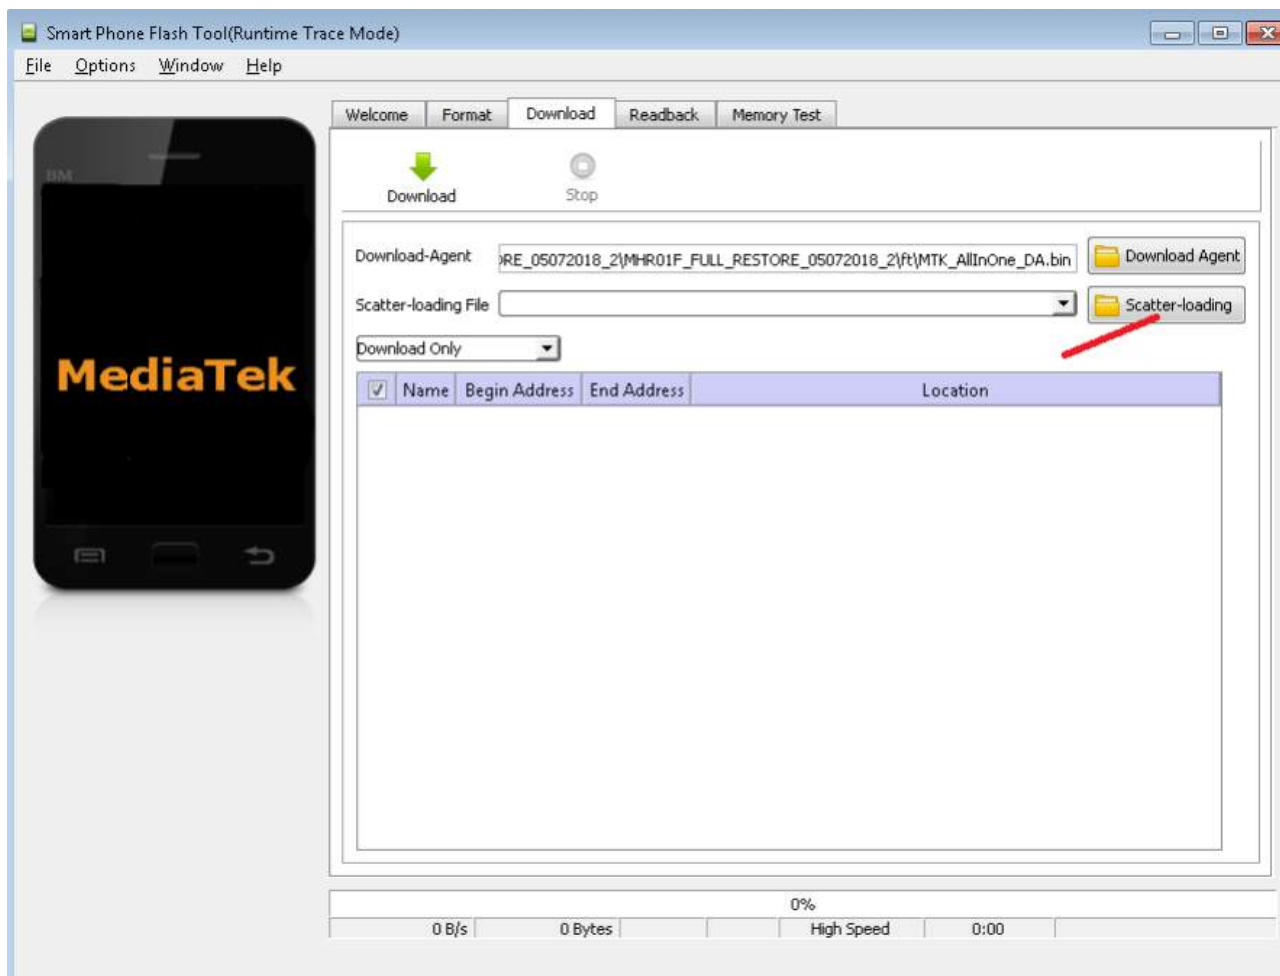 Smart Phone Flash Tool(Runtime Trace Mode)
File Options Window Help
Welcome Format Download Readback Memory Test
BM
Download Stop
Download-Agent RE_05072018_2\MHR01F_FULL_RESTORE_05072018_2\ft\MTK_AllInOne_DA.bin Download Agent
Scatter-loading File Scatter-loading
Download Only
MediaTek
Name Begin Address End Address Location
0%
0 B/s 0 Bytes High Speed 0:00